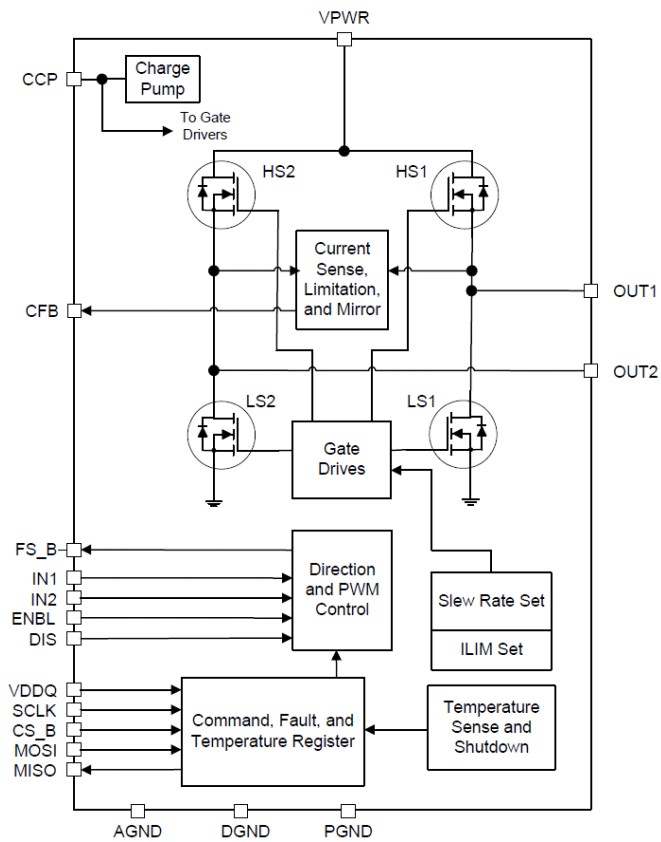 VPWR
CCP
Charge
Pump
To Gate
Drivers
HS2
HS1
Current
Sense,
Limitation,
and Mirror
CFB
OUT1
OUT2
LS2
LS1
Gate
Drives
FS_B
IN1
IN2
ENBL
DIS
Direction
and PWM
Control
Slew Rate Set
ILIM Set
VDDQ
SCLK
CS_B
MOSI
MISO
Command, Fault, and
Temperature Register
Temperature
Sense and
Shutdown
AGND
DGND
PGND